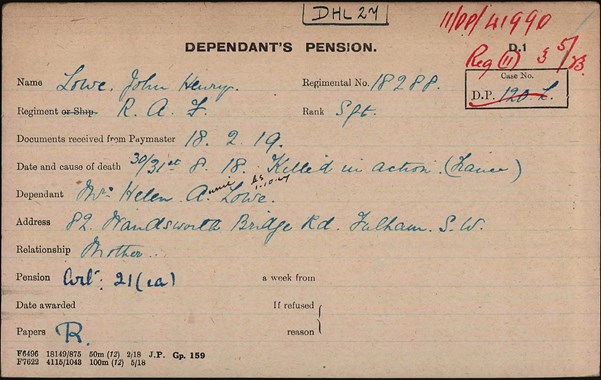 DHL 27
11/DP/41990
DEPENDANT'S PENSION.
D.1
Reg (11) 3 5/23.
Name Lowe. John Henry.
Regimental No. 18288.
Case No.
D.P. 120.L.
Regiment or Ship. R. A. F.
Rank Sgt.
Documents received from Paymaster 18. 2. 19.
Date and cause of death 30/31st 8. 18. Killed in action. (France)
Dependant Mrs Helen Annie Lowe.
Address 82. Wandsworth Bridge Rd. Fulham. S.W.
Relationship Mother.
Pension Art: 21 (1a) a week from
Date awarded If refused
Papers R. reason
F6496 18149/875 50m (12) 2/18 J.P. Gp. 159
F7622 4115/1043 100m (12) 5/18